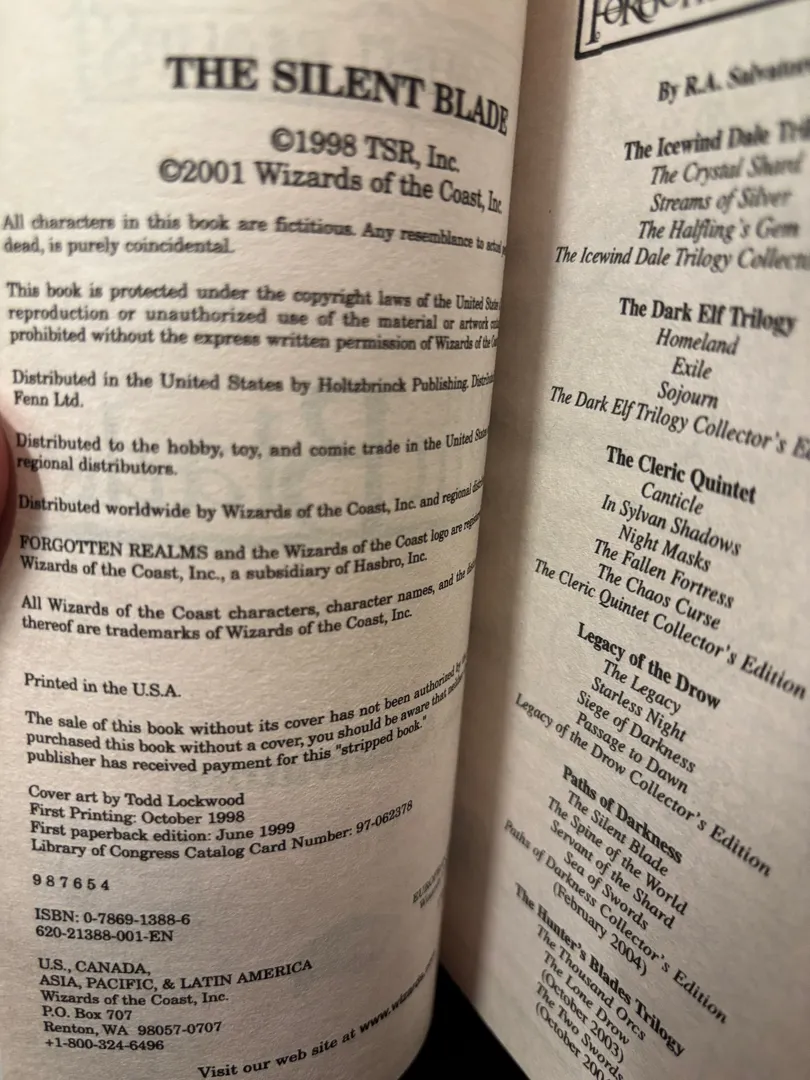 THE SILENT BLADE
©1998 TSR, Inc.
©2001 Wizards of the Coast, Inc.
All characters in this book are fictitious. Any resemblance to actual
dead, is purely coincidental.
This book is protected under the copyright laws of the United States
reproduction or unauthorized use of the material or artwork
prohibited without the express written permission of Wizards of the
Distributed in the United States by Holtzbrinck Publishing.
Fenn Ltd.
Distributed to the hobby, toy, and comic trade in the United States
regional distributors.
Distributed worldwide by Wizards of the Coast, Inc. and regional
FORGOTTEN REALMS and the Wizards of the Coast logo are
Wizards of the Coast, Inc., a subsidiary of Hasbro, Inc.
All Wizards of the Coast characters, character names, and the
thereof are trademarks of Wizards of the Coast, Inc.
Printed in the U.S.A.
The sale of this book without its cover has not been authorized by
purchased this book without a cover, you should be aware that
publisher has received payment for this "stripped book."
Cover art by Todd Lockwood
First Printing: October 1998
First paperback edition: June 1999
Library of Congress Catalog Card Number: 97-062378
9 8 7 6 5 4
ISBN: 0-7869-1388-6
620-21388-001-EN
U.S., CANADA,
ASIA, PACIFIC, & LATIN AMERICA
Wizards of the Coast, Inc.
P.O. Box 707
Renton, WA 98057-0707
+1-800-324-6496
Visit our web site at www.wizards.
By R.A. Salvatore
The Icewind Dale
The Crystal Shard
Streams of Silver
The Halfling's Gem
The Icewind Dale Trilogy
The Dark Elf Trilogy
Homeland
Exile
Sojourn
The Dark Elf Trilogy Collector's
The Cleric Quintet
Canticle
In Sylvan Shadows
Night Masks
The Fallen Fortress
The Chaos Curse
The Cleric Quintet Collector's Edition
Legacy of the Drow
The Legacy
Starless Night
Siege of Darkness
Passage to Dawn
Legacy of the Drow Collector's Edition
Paths of Darkness
The Silent Blade
The Spine of the World
Servant of the Shard
Sea of Swords
Paths of Darkness Collector's Edition
(February 2004)
The Hunter's Blades Trilogy
The Thousand Orcs
The Lone Drow
(October 2003)
The Two Swords
(October